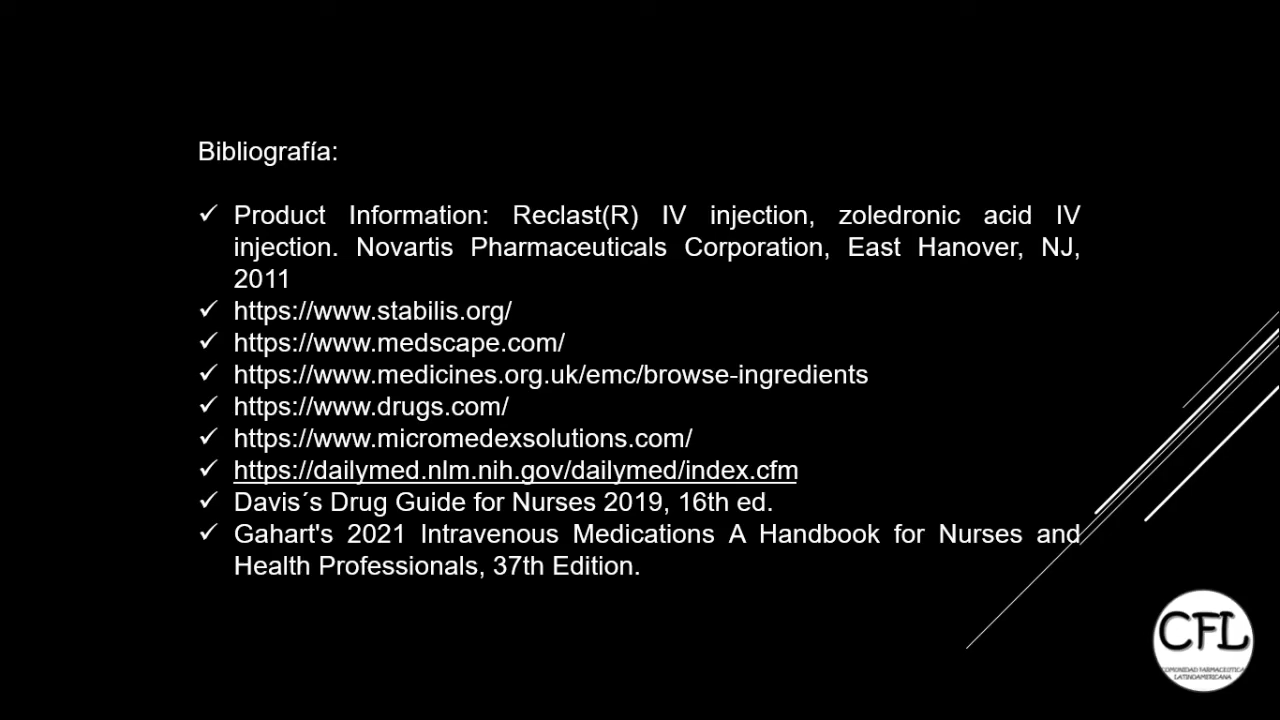 Bibliografía:
✓ Product Information: Reclast(R) IV injection, zoledronic acid IV
injection. Novartis Pharmaceuticals Corporation, East Hanover, NJ,
2011
✓ https://www.stabilis.org/
✓ https://www.medscape.com/
✓ https://www.medicines.org.uk/emc/browse-ingredients
✓ https://www.drugs.com/
✓ https://www.micromedexsolutions.com/
✓ https://dailymed.nlm.nih.gov/dailymed/index.cfm
✓ Davis´s Drug Guide for Nurses 2019, 16th ed.
✓ Gahart's 2021 Intravenous Medications A Handbook for Nurses and
Health Professionals, 37th Edition.
CFL
COMUNIDAD FARMACEUTICA
LATINOAMERICANA